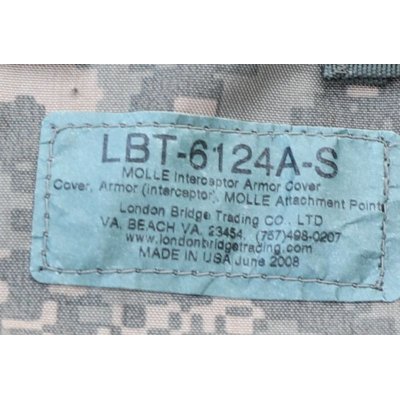 LBT-6124A-S
MOLLE Interceptor Armor Cover
Cover, Armor (interceptor), MOLLE Attachment Point
London Bridge Trading CO., LTD
VA. BEACH VA. 23454. (757)498-0207
www.londonbridgetrading.com
MADE IN USA June 2008